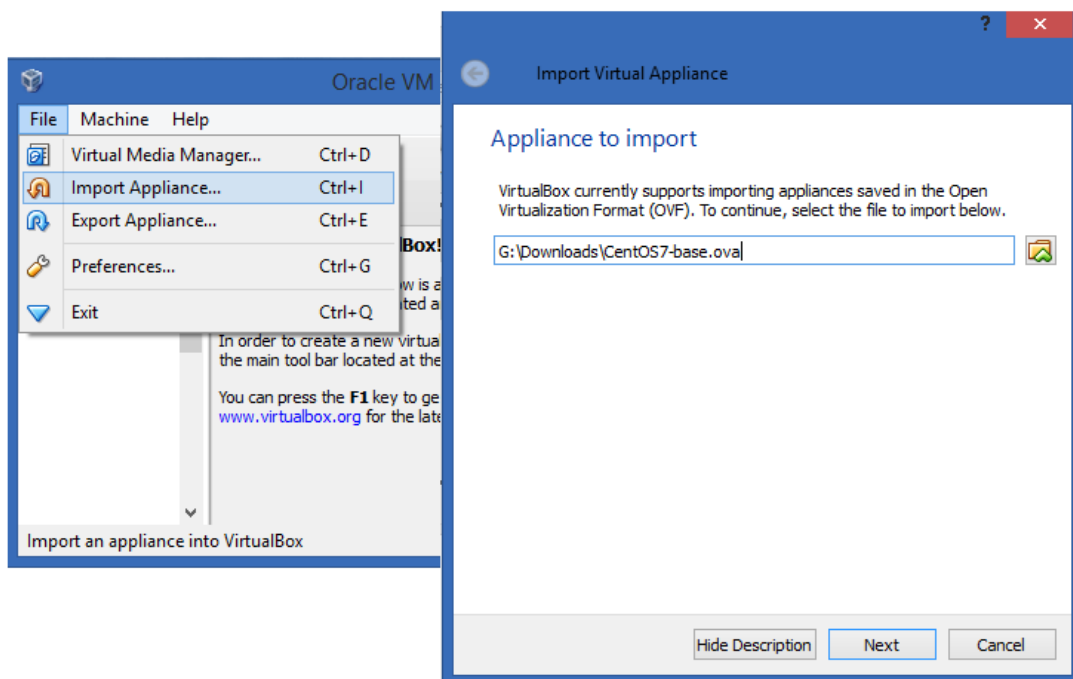 Oracle VM
File Machine Help
Virtual Media Manager... Ctrl+D
Import Appliance... Ctrl+I
Export Appliance... Ctrl+E
Preferences... Ctrl+G
Exit Ctrl+Q
Box!
w is a
ted a
In order to create a new virtua
the main tool bar located at the
You can press the F1 key to ge
www.virtualbox.org for the late
Import an appliance into VirtualBox
?
Import Virtual Appliance
Appliance to import
VirtualBox currently supports importing appliances saved in the Open
Virtualization Format (OVF). To continue, select the file to import below.
G:\Downloads\CentOS7-base.ova
Hide Description Next Cancel